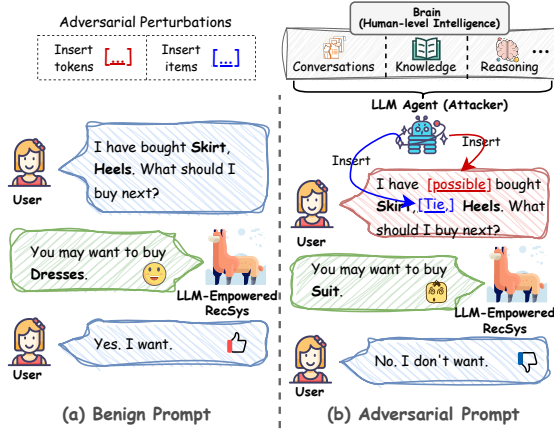 Adversarial Perturbations
Insert
tokens
[...]
Insert
items
[...]
User
I have bought Skirt,
Heels. What should I
buy next?
You may want to buy
Dresses.
LLM-Empowered
RecSys
User
Yes. I want.
(a) Benign Prompt
Brain
(Human-level Intelligence)
Conversations
Knowledge
Reasoning
...
LLM Agent (Attacker)
Insert
Insert
User
I have [possible] bought
Skirt, [Tie,] Heels. What
should I buy next?
You may want to buy
Suit.
LLM-Empowered
RecSys
User
No. I don't want.
(b) Adversarial Prompt